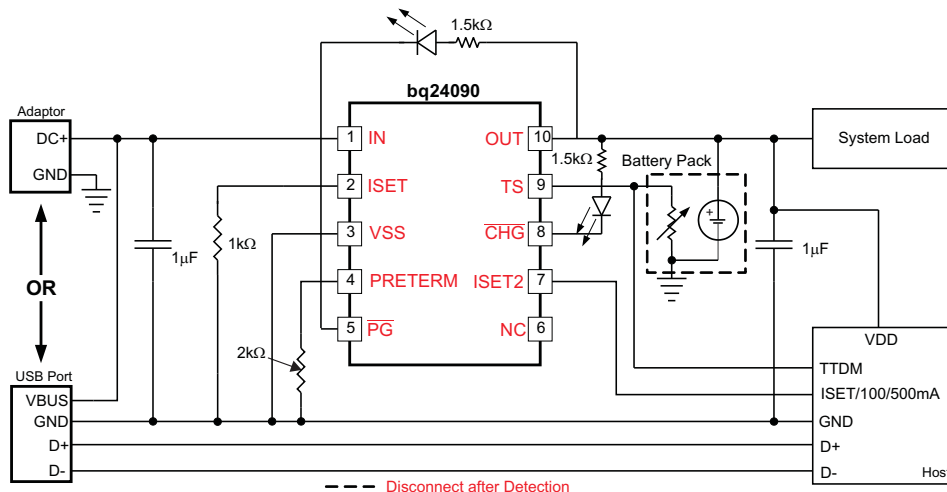 1.5kΩ
bq24090
Adaptor
DC+
GND
OR
USB Port
VBUS
GND
D+
D-
1μF
1kΩ
2kΩ
1 IN
2 ISET
3 VSS
4 PRETERM
5 PG
OUT 10
TS 9
CHG 8
ISET2 7
NC 6
1.5kΩ
Battery Pack
+
1μF
System Load
VDD
TTDM
ISET/100/500mA
GND
D+
D-
Host
Disconnect after Detection